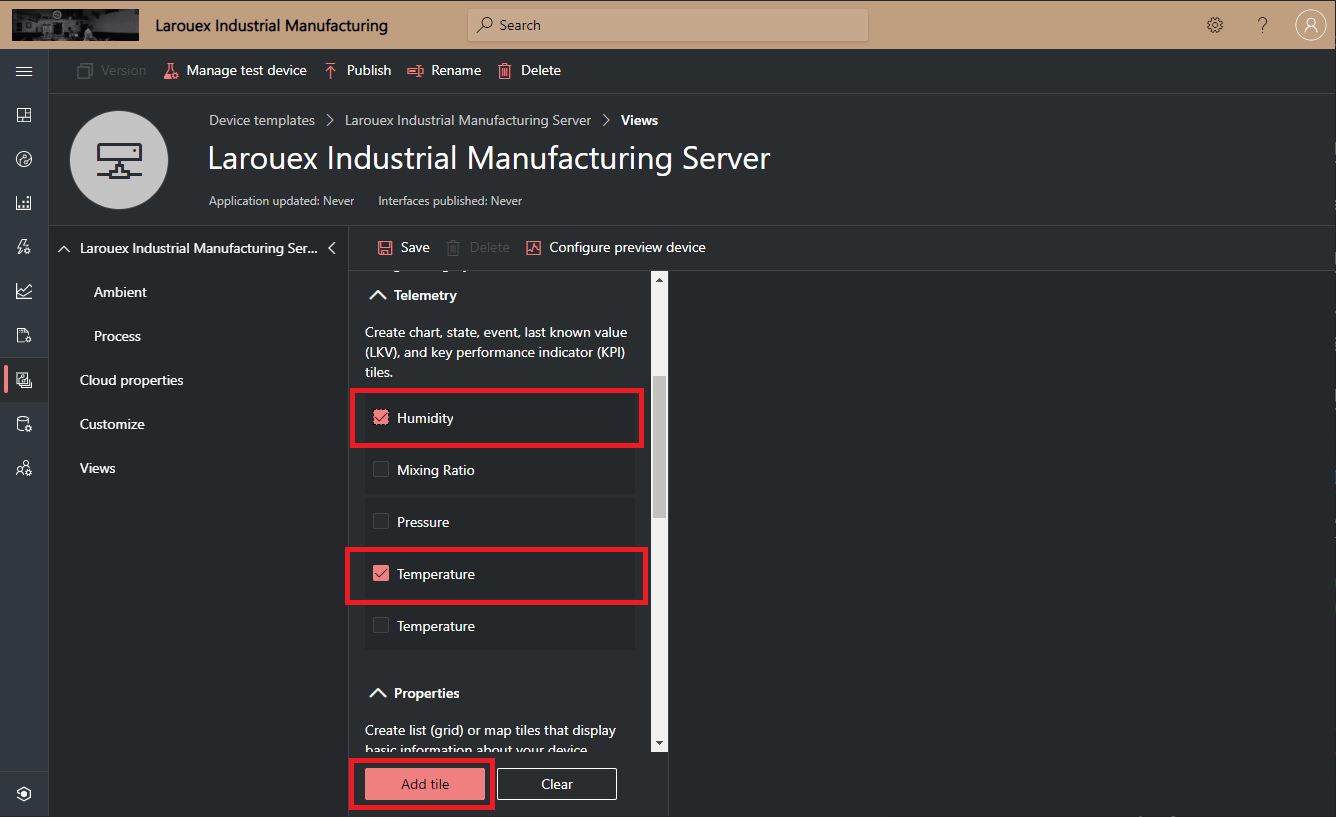 Larouex Industrial Manufacturing
Search
Version
Manage test device
Publish
Rename
Delete
Device templates > Larouex Industrial Manufacturing Server > Views
Larouex Industrial Manufacturing Server
Application updated: Never
Interfaces published: Never
Larouex Industrial Manufacturing Ser...
Ambient
Process
Cloud properties
Customize
Views
Save
Delete
Configure preview device
Telemetry
Create chart, state, event, last known value
(LKV), and key performance indicator (KPI)
tiles.
Humidity
Mixing Ratio
Pressure
Temperature
Temperature
Properties
Create list (grid) or map tiles that display
basic information about your device
Add tile
Clear